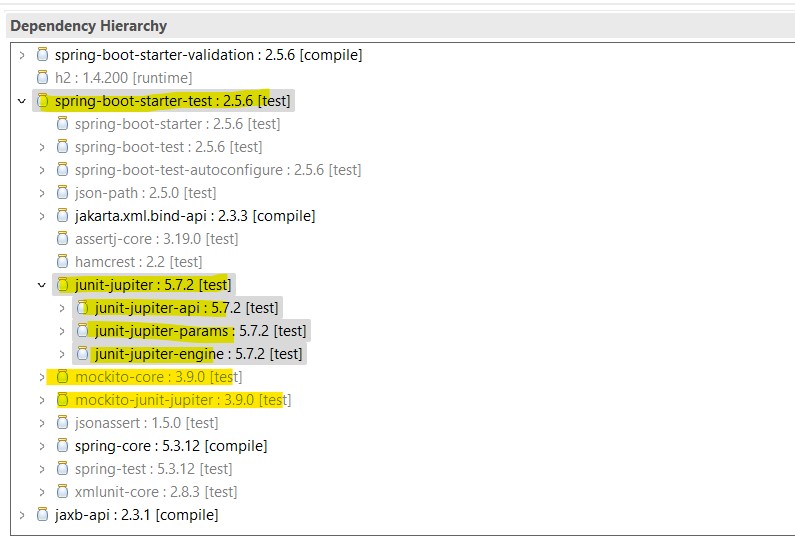 Dependency Hierarchy
spring-boot-starter-validation : 2.5.6 [compile]
h2 : 1.4.200 [runtime]
spring-boot-starter-test : 2.5.6 [test]
spring-boot-starter : 2.5.6 [test]
spring-boot-test : 2.5.6 [test]
spring-boot-test-autoconfigure : 2.5.6 [test]
json-path : 2.5.0 [test]
jakarta.xml.bind-api : 2.3.3 [compile]
assertj-core : 3.19.0 [test]
hamcrest : 2.2 [test]
junit-jupiter : 5.7.2 [test]
junit-jupiter-api : 5.7.2 [test]
junit-jupiter-params : 5.7.2 [test]
junit-jupiter-engine : 5.7.2 [test]
mockito-core : 3.9.0 [test]
mockito-junit-jupiter : 3.9.0 [test]
jsonassert : 1.5.0 [test]
spring-core : 5.3.12 [compile]
spring-test : 5.3.12 [test]
xmlunit-core : 2.8.3 [test]
jaxb-api : 2.3.1 [compile]